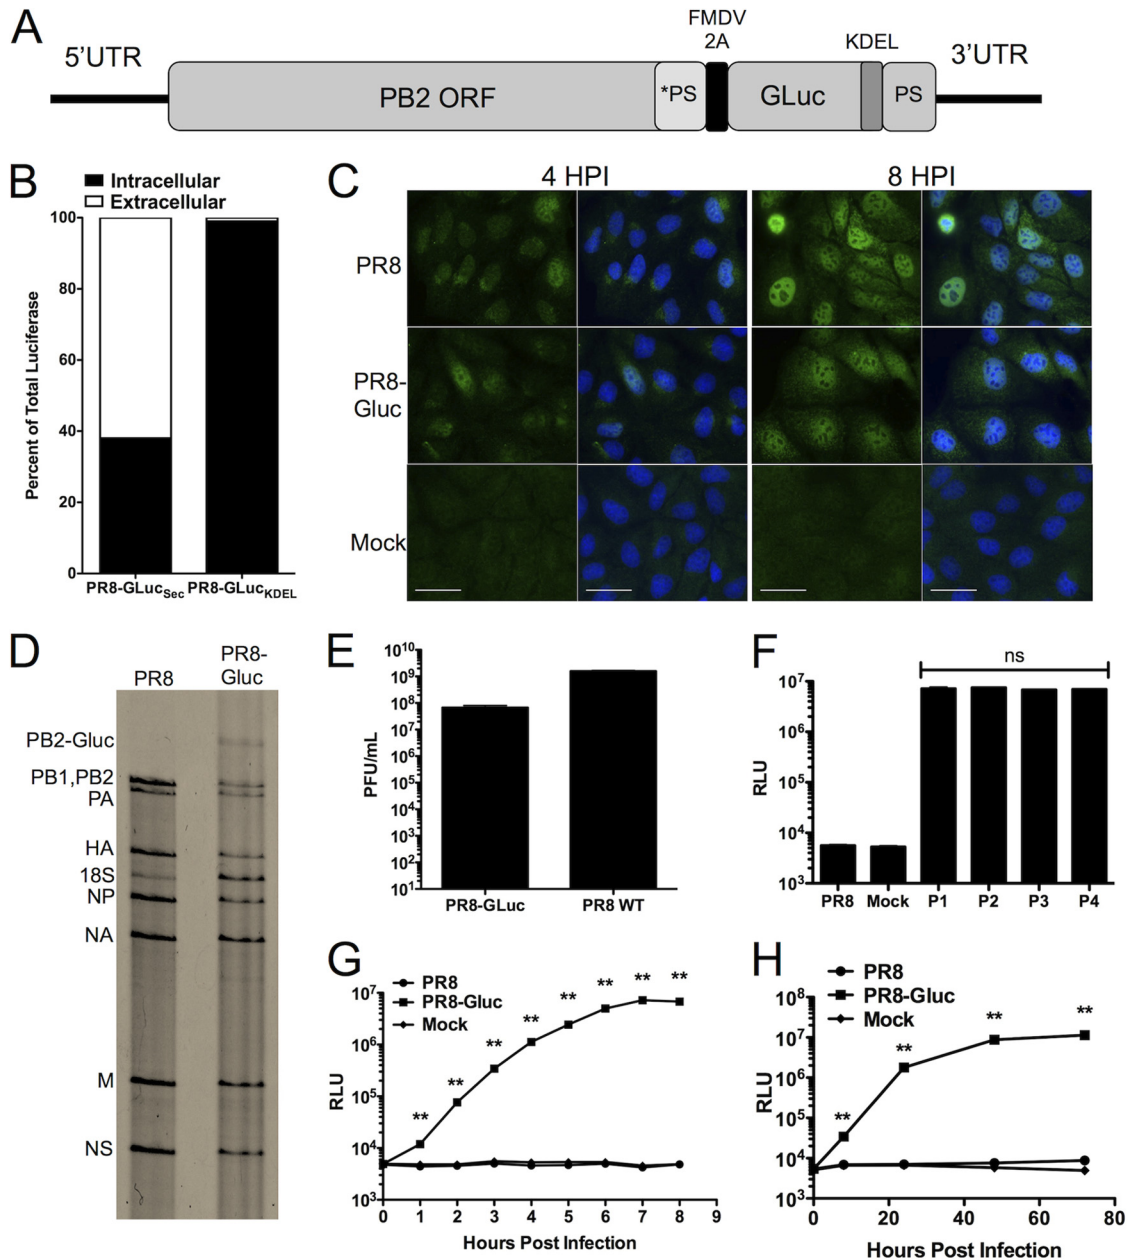 A
5'UTR
PB2 ORF
*PS
FMDV
2A
GLuc
KDEL
PS
3'UTR
B
Intracellular
Extracellular
Percent of Total Luciferase
100
80
60
40
20
0
PR8-GLucSec
PR8-GLucKDEL
C
4 HPI
8 HPI
PR8
PR8-
Gluc
Mock
D
PR8
PR8-
Gluc
PB2-Gluc
PB1,PB2
PA
HA
18S
NP
NA
M
NS
E
PFU/mL
10^10
10^9
10^8
10^7
10^6
10^5
10^4
10^3
10^2
10^1
PR8-GLuc
PR8 WT
F
ns
RLU
10^7
10^6
10^5
10^4
10^3
PR8
Mock
P1
P2
P3
P4
G
PR8
PR8-Gluc
Mock
RLU
10^7
10^6
10^5
10^4
10^3
**
**
**
**
**
**
**
**
0 1 2 3 4 5 6 7 8 9
Hours Post Infection
H
PR8
PR8-Gluc
Mock
RLU
10^8
10^7
10^6
10^5
10^4
10^3
**
**
**
**
0 20 40 60 80
Hours Post Infection